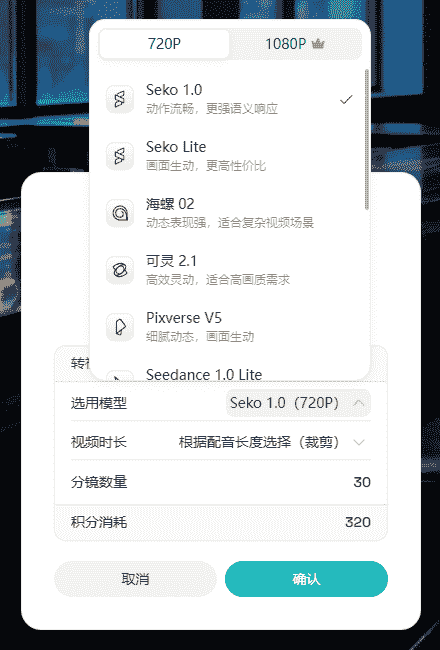 720P
1080P
Seko 1.0
动作流畅，更强语义响应
Seko Lite
画面生动，更高性价比
海螺 02
动态表现强，适合复杂视频场景
可灵 2.1
高效灵动，适合高画质需求
Pixverse V5
细腻动态，画面生动
Seedance 1.0 Lite
转
选用模型
Seko 1.0（720P）
视频时长
根据配音长度选择（裁剪）
分镜数量
30
积分消耗
320
取消
确认